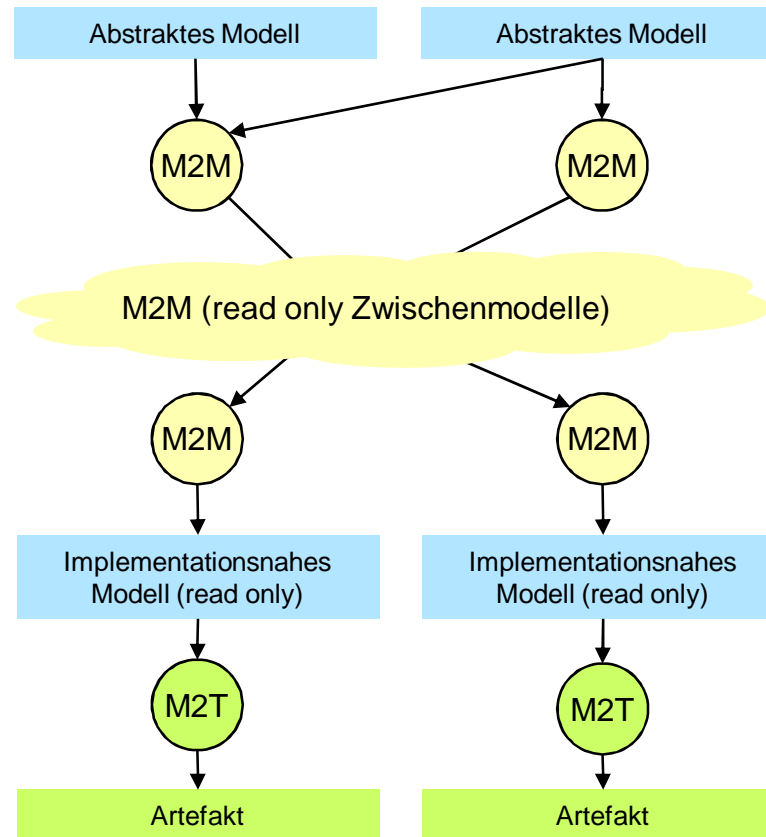 Abstraktes Modell
Abstraktes Modell
M2M
M2M
M2M (read only Zwischenmodelle)
M2M
M2M
Implementationsnahes
Modell (read only)
Implementationsnahes
Modell (read only)
M2T
M2T
Artefakt
Artefakt